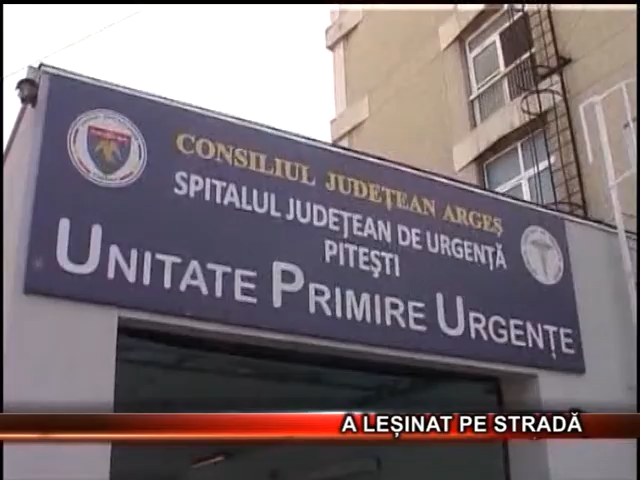 CONSILIUL JUDEȚEAN ARGEȘ
SPITALUL JUDEȚEAN DE URGENȚĂ
PITEȘTI
UNITATE PRIMIRE URGENȚE
A LEȘINAT PE STRADĂ